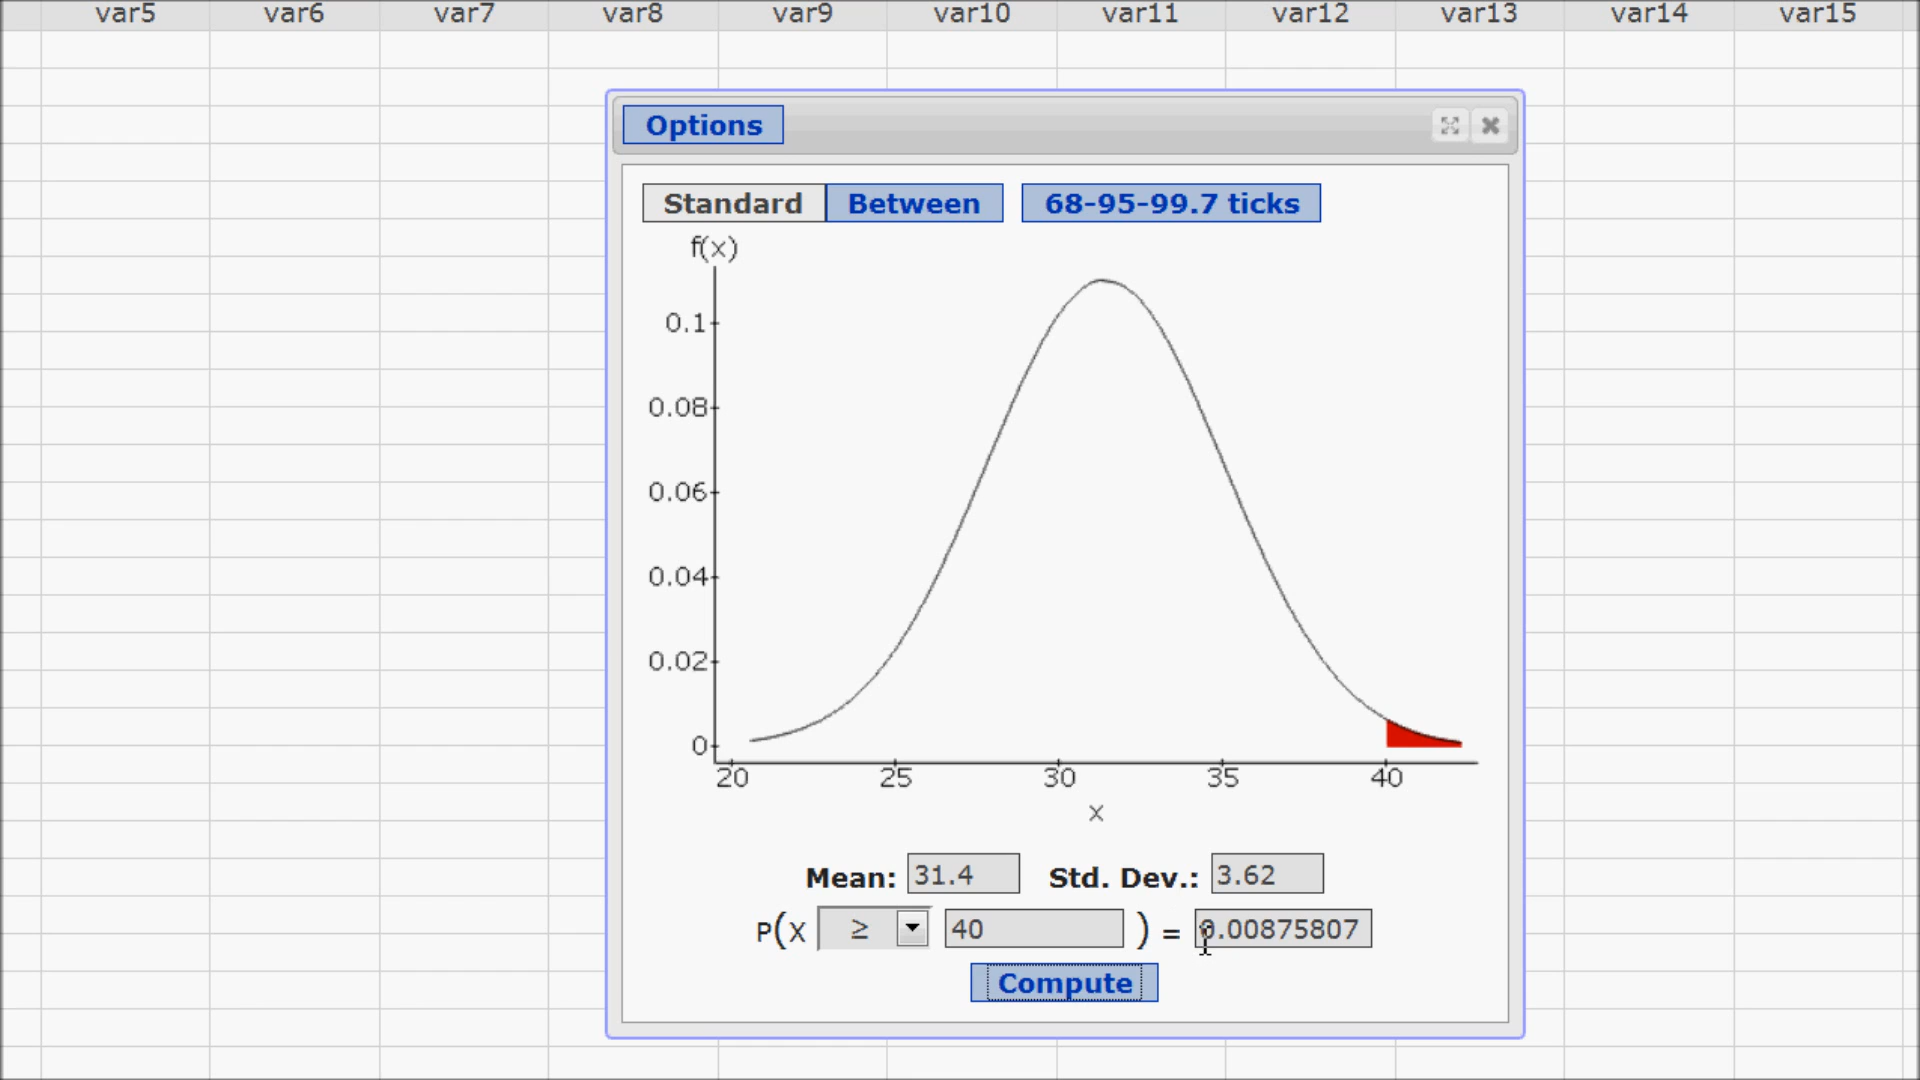 var5 var6 var7 var8 var9 var10 var11 var12 var13 var14 var15
Options
Standard Between 68-95-99.7 ticks
f(x)
0.1
0.08
0.06
0.04
0.02
0
20 25 30 35 40
x
Mean: 31.4 Std. Dev.: 3.62
P(X ≥ 40 ) = 0.00875807
Compute